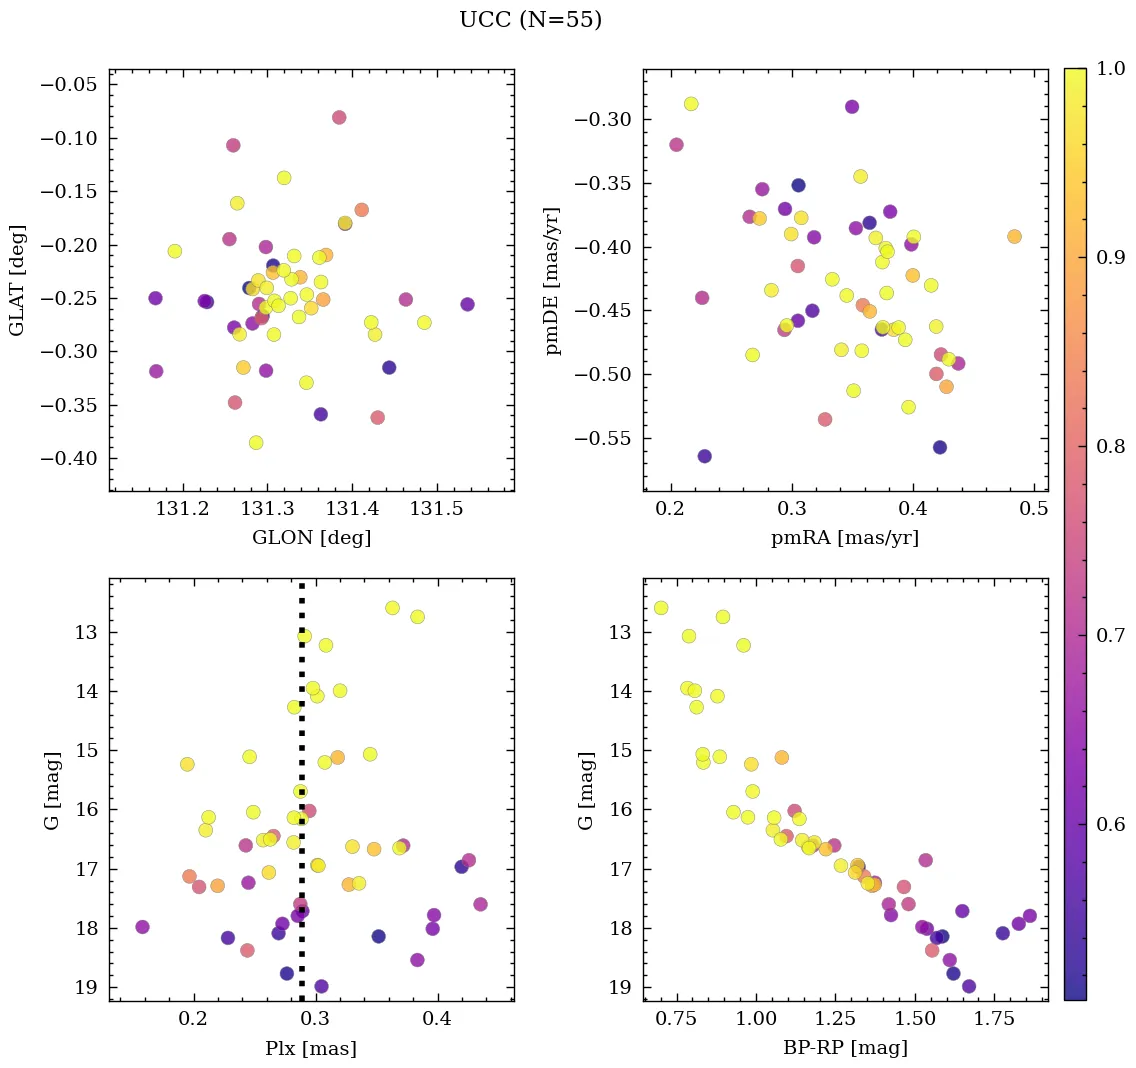 UCC (N=55)
−0.05
−0.10
−0.15
−0.20
−0.25
−0.30
−0.35
−0.40
GLAT [deg]
131.2 131.3 131.4 131.5
GLON [deg]
−0.30
−0.35
−0.40
−0.45
−0.50
−0.55
pmDE [mas/yr]
0.2 0.3 0.4 0.5
pmRA [mas/yr]
13
14
15
16
17
18
19
G [mag]
0.2 0.3 0.4
Plx [mas]
13
14
15
16
17
18
19
G [mag]
0.75 1.00 1.25 1.50 1.75
BP-RP [mag]
1.0
0.9
0.8
0.7
0.6